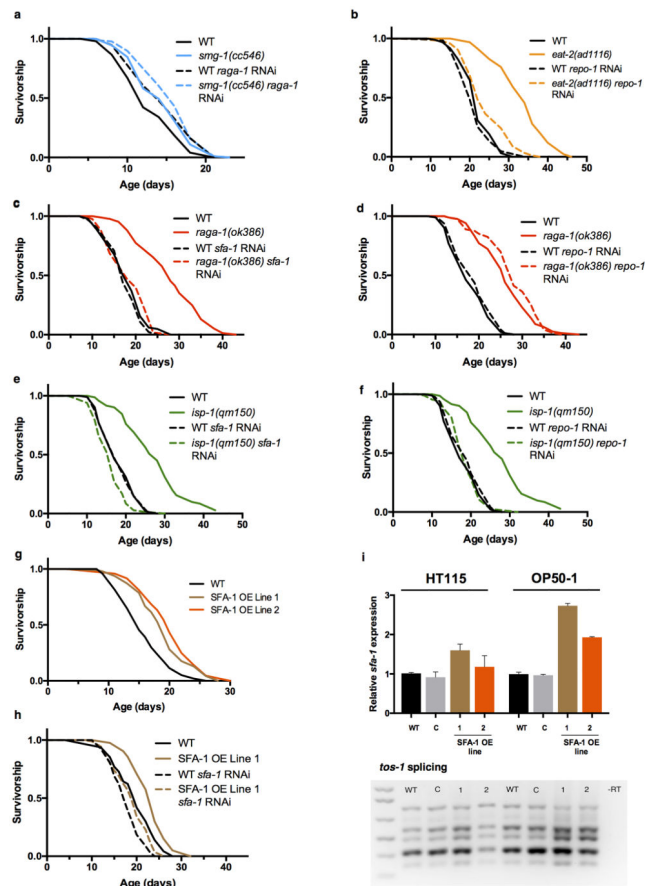 a
Survivorship
1.0
0.5
0.0
0
10
20
30
Age (days)
WT
smg-1(cc546)
WT raga-1 RNAi
smg-1(cc546) raga-1
RNAi
b
Survivorship
1.0
0.5
0.0
0
10
20
30
40
50
Age (days)
WT
eat-2(ad1116)
WT repo-1 RNAi
eat-2(ad1116) repo-1
RNAi
c
Survivorship
1.0
0.5
0.0
0
10
20
30
40
Age (days)
WT
raga-1(ok386)
WT sfa-1 RNAi
raga-1(ok386) sfa-1
RNAi
d
Survivorship
1.0
0.5
0.0
0
10
20
30
40
50
Age (days)
WT
raga-1(ok386)
WT repo-1 RNAi
raga-1(ok386) repo-1
RNAi
e
Survivorship
1.0
0.5
0.0
0
10
20
30
40
50
Age (days)
WT
isp-1(qm150)
WT sfa-1 RNAi
isp-1(qm150) sfa-1
RNAi
f
Survivorship
1.0
0.5
0.0
0
10
20
30
40
50
Age (days)
WT
isp-1(qm150)
WT repo-1 RNAi
isp-1(qm150) repo-1
RNAi
g
Survivorship
1.0
0.5
0.0
0
10
20
30
Age (days)
WT
SFA-1 OE Line 1
SFA-1 OE Line 2
h
Survivorship
1.0
0.5
0.0
0
10
20
30
40
Age (days)
WT
SFA-1 OE Line 1
WT sfa-1 RNAi
SFA-1 OE Line 1
sfa-1 RNAi
i
HT115
OP50-1
Relative sfa-1 expression
3
2
1
0
WT
C
1
2
SFA-1 OE
line
WT
C
1
2
SFA-1 OE
line
tos-1 splicing
WT
C
1
2
WT
C
1
2
-RT